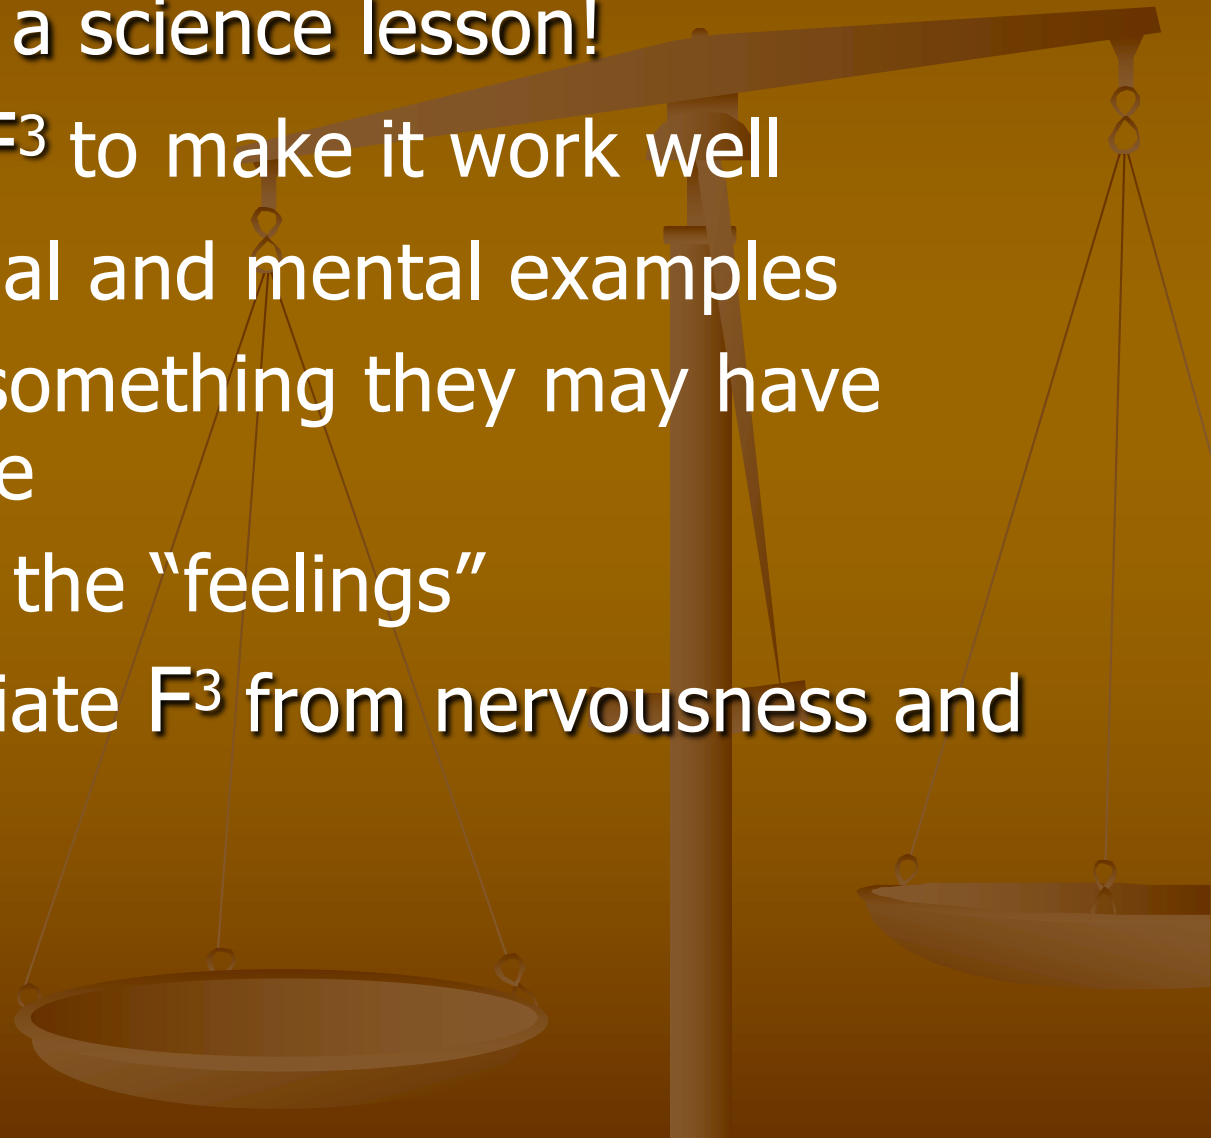 a science lesson!
F³ to make it work well
al and mental examples
something they may have
e
the “feelings”
iate F³ from nervousness and